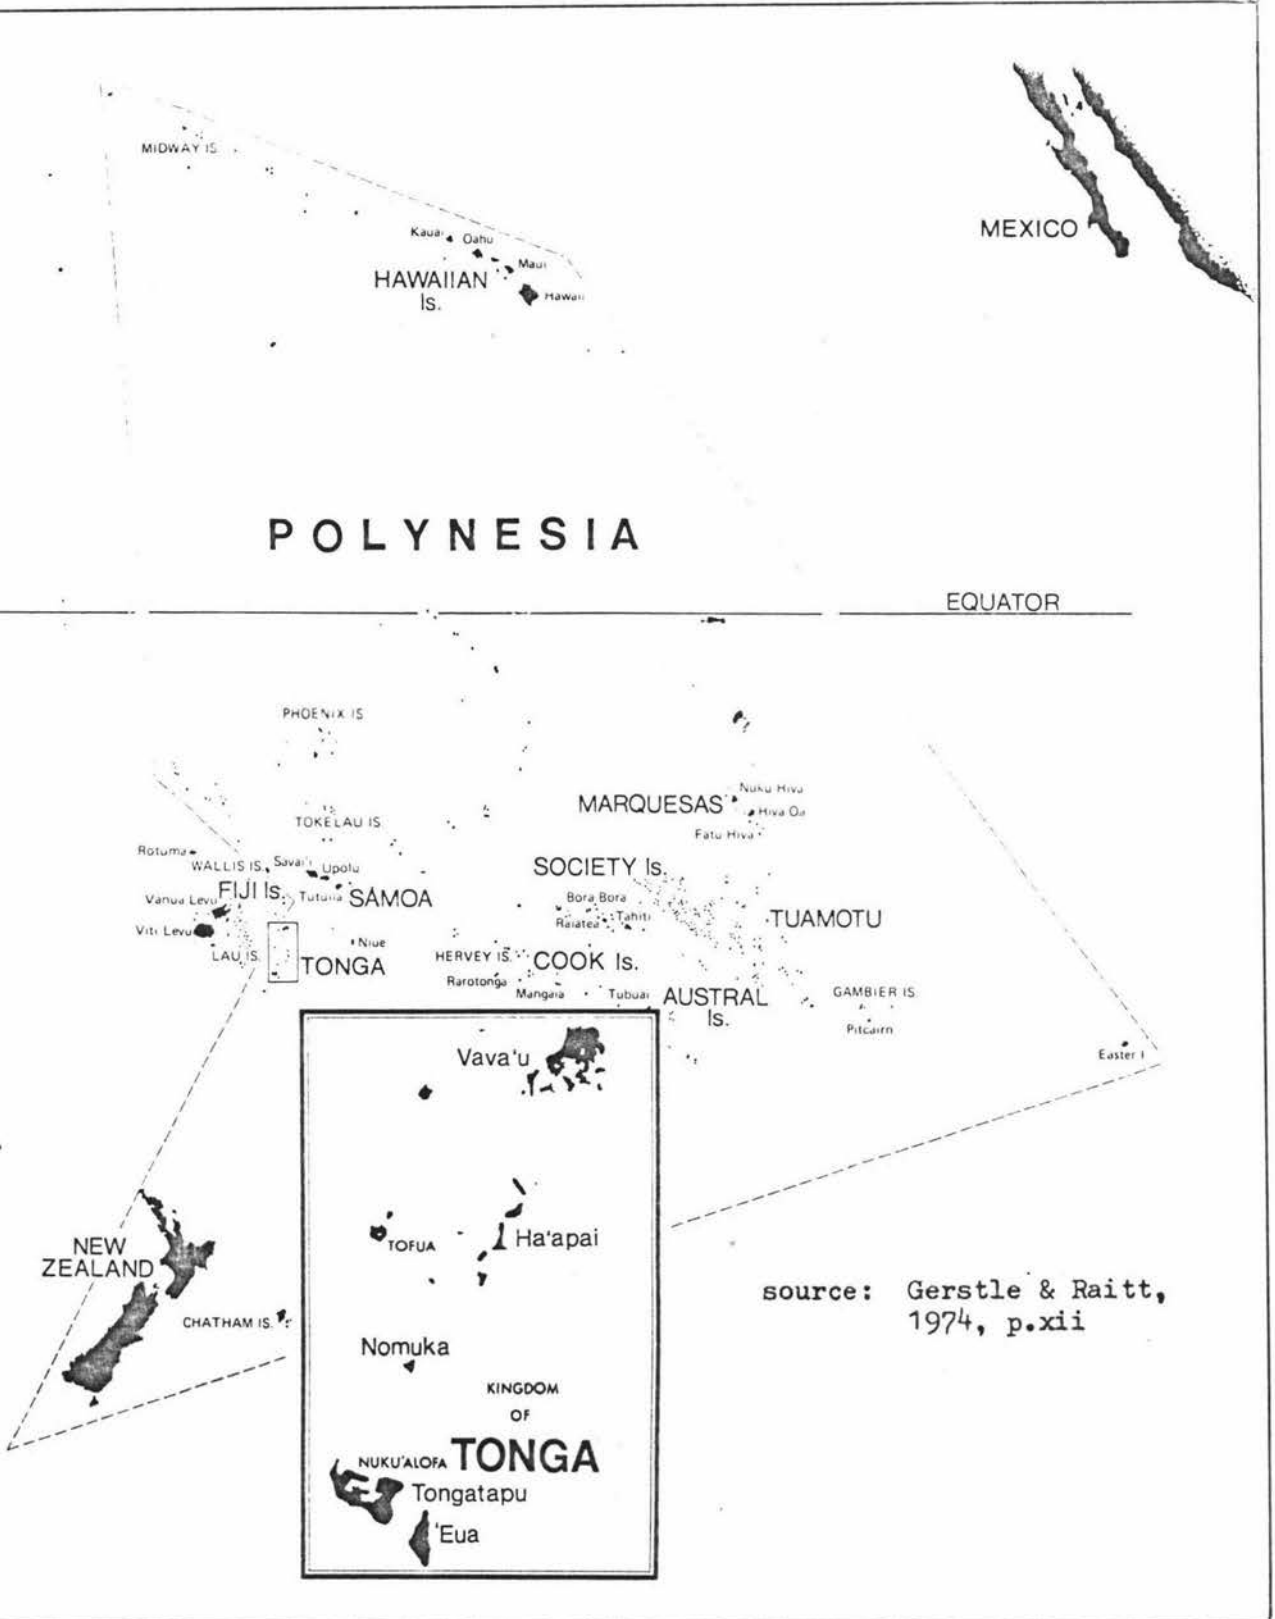 MIDWAY IS.
Kauai
Oahu
Maui
HAWAIIAN
Is.
Hawaii
MEXICO
POLYNESIA
EQUATOR
PHOENIX IS
MARQUESAS
Nuku Hiva
Hiva Oa
Fatu Hiva
TOKELAU IS
Rotuma
WALLIS IS.
Savai'i
Upolu
SOCIETY Is.
Vanua Levu
FIJI Is.
Tutuila
SAMOA
Bora Bora
Raiatea
Tahiti
TUAMOTU
Viti Levu
LAU IS.
TONGA
Niue
HERVEY IS.
COOK Is.
Rarotonga
Mangaia
Tubuai
AUSTRAL
Is.
GAMBIER IS
Pitcairn
Easter I
Vava'u
TOFUA
Ha'apai
NEW
ZEALAND
CHATHAM IS.
Nomuka
KINGDOM
OF
TONGA
NUKU'ALOFA
Tongatapu
'Eua
source: Gerstle & Raitt,
1974, p.xii